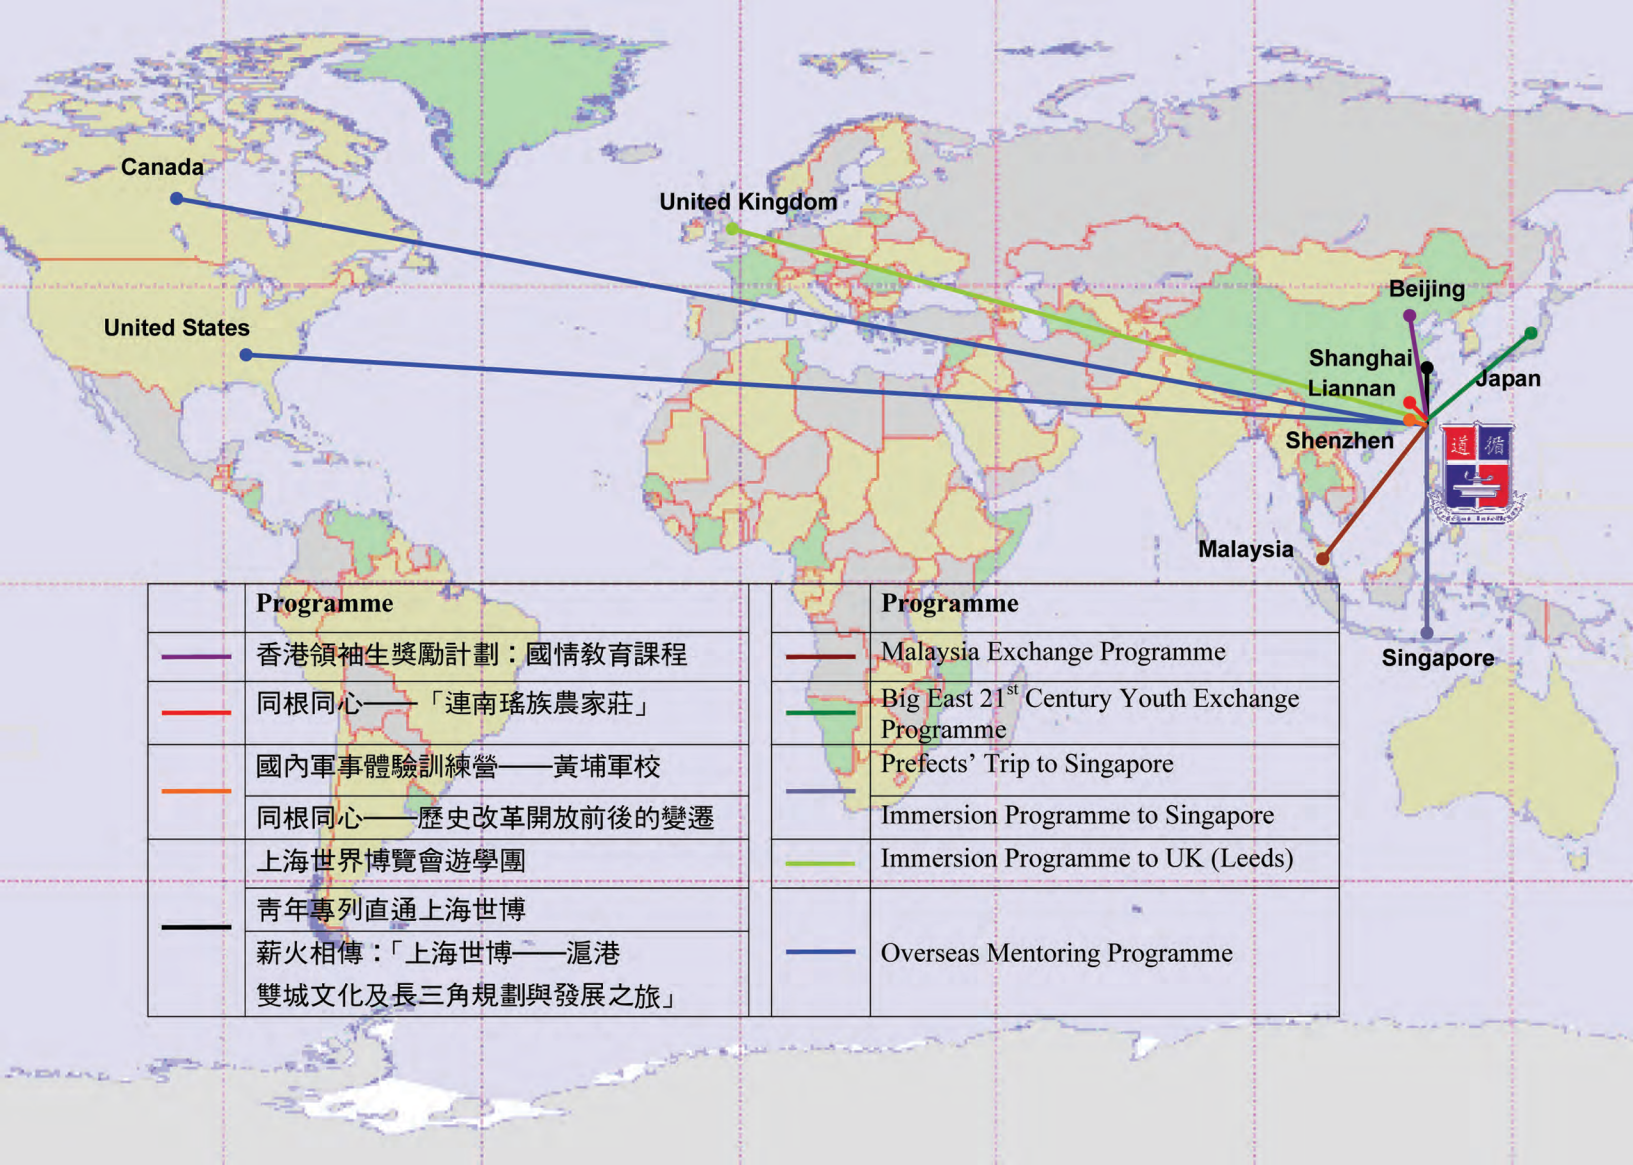 Canada
United Kingdom
United States
Beijing
Shanghai
Liannan
Japan
Shenzhen
道 循
Malaysia
Singapore
Programme
香港領袖生獎勵計劃：國情教育課程
同根同心——「連南瑤族農家莊」
國內軍事體驗訓練營——黃埔軍校
同根同心——歷史改革開放前後的變遷
上海世界博覽會遊學團
青年專列直通上海世博
薪火相傳：「上海世博——滬港
雙城文化及長三角規劃與發展之旅」
Programme
Malaysia Exchange Programme
Big East 21st Century Youth Exchange
Programme
Prefects’ Trip to Singapore
Immersion Programme to Singapore
Immersion Programme to UK (Leeds)
Overseas Mentoring Programme